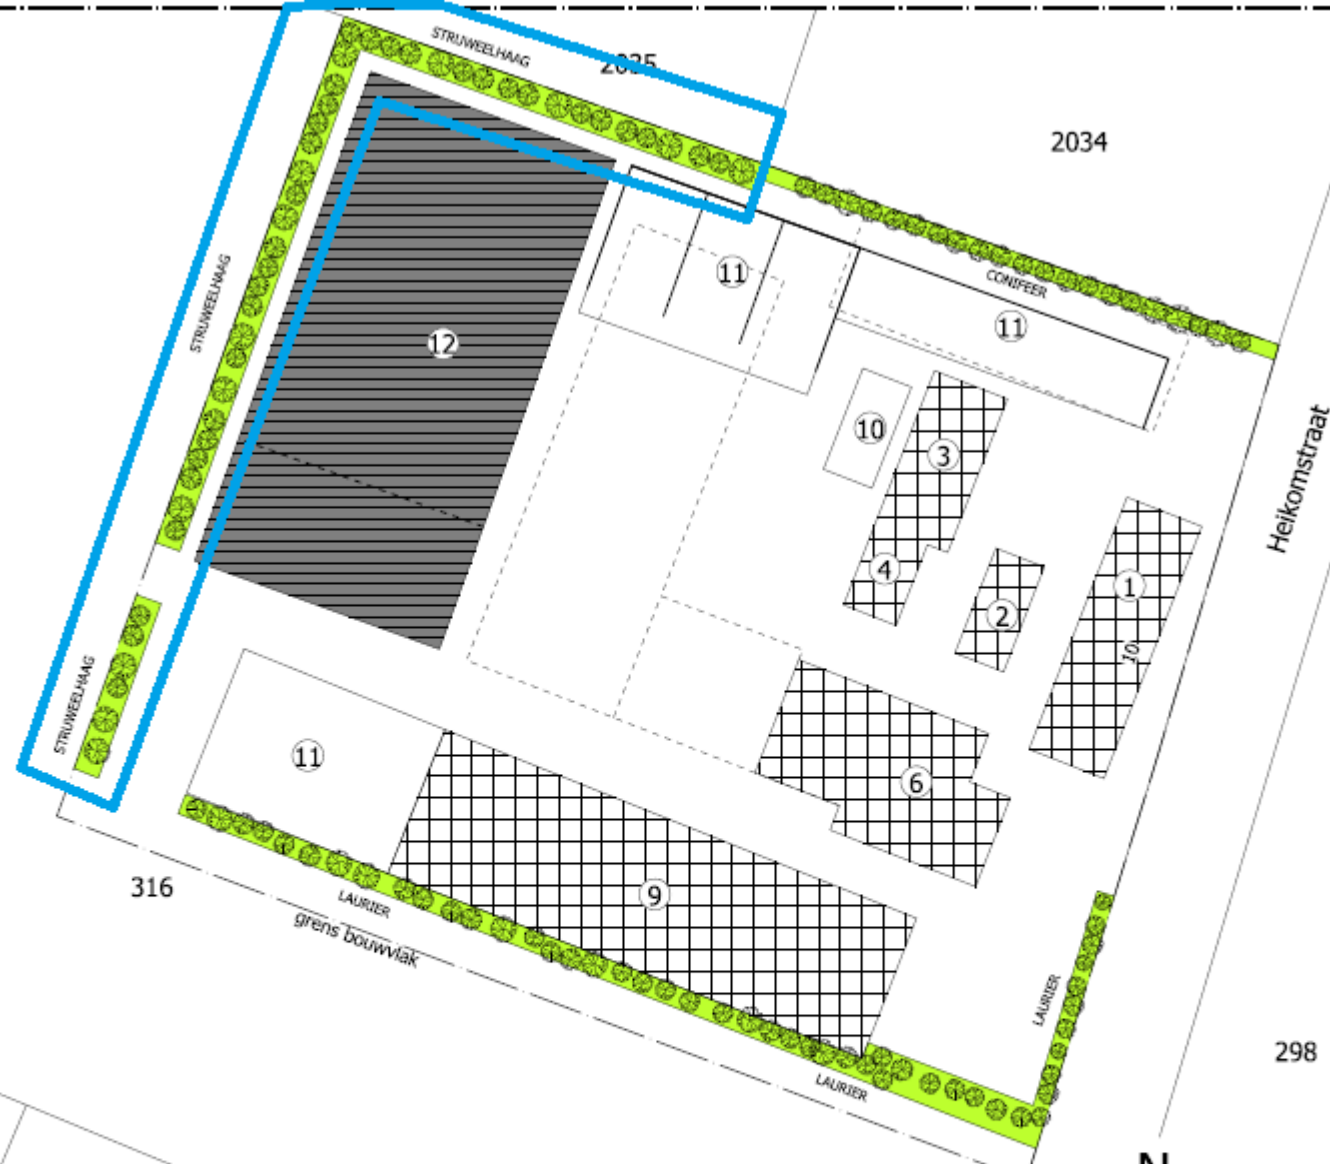 STRUWEELHAAG
2035
2034
STRUWEELHAAG
CONIFEER
11
11
12
Heikomstraat
10
3
4
1
2
10
STRUWEELHAAG
11
6
9
316
LAURIER
grens bouwvlak
LAURIER
298
LAURIER
N